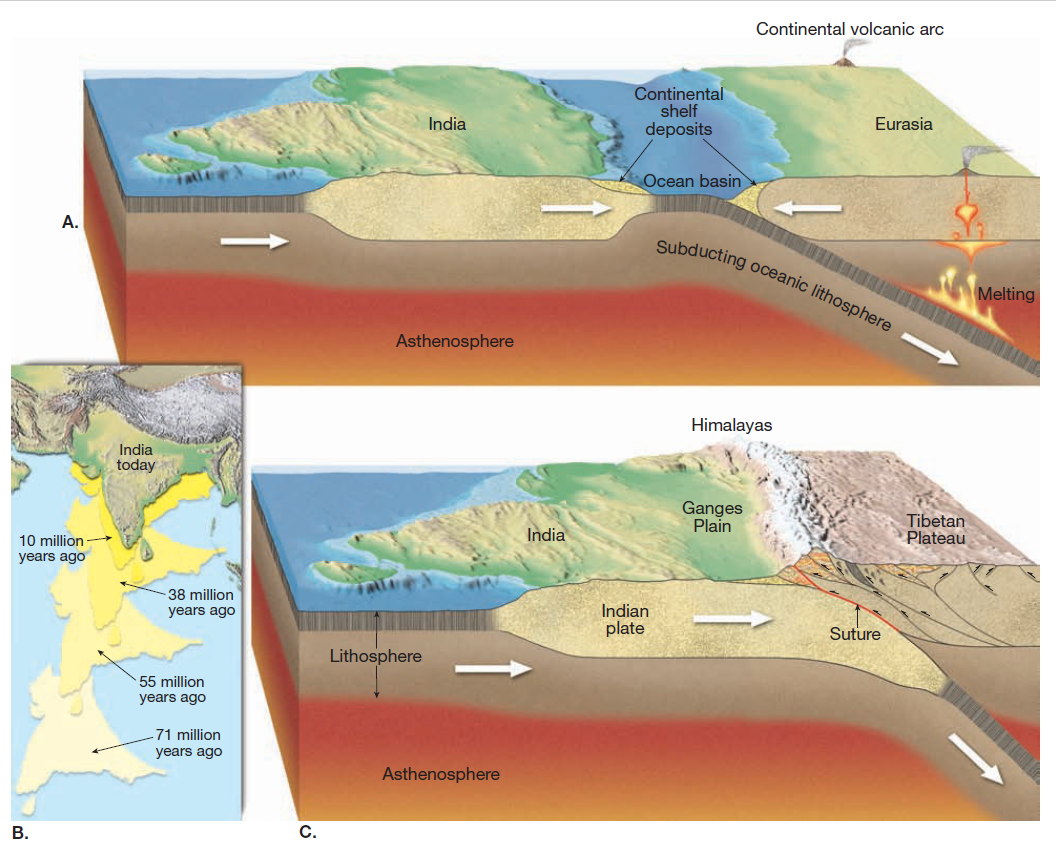 Continental volcanic arc
Continental
shelf
deposits
India
Eurasia
Ocean basin
A.
Subducting oceanic lithosphere
Melting
Asthenosphere
India
today
10 million
years ago
38 million
years ago
55 million
years ago
71 million
years ago
B.
Himalayas
Ganges
Plain
Tibetan
Plateau
India
Indian
plate
Suture
Lithosphere
Asthenosphere
C.